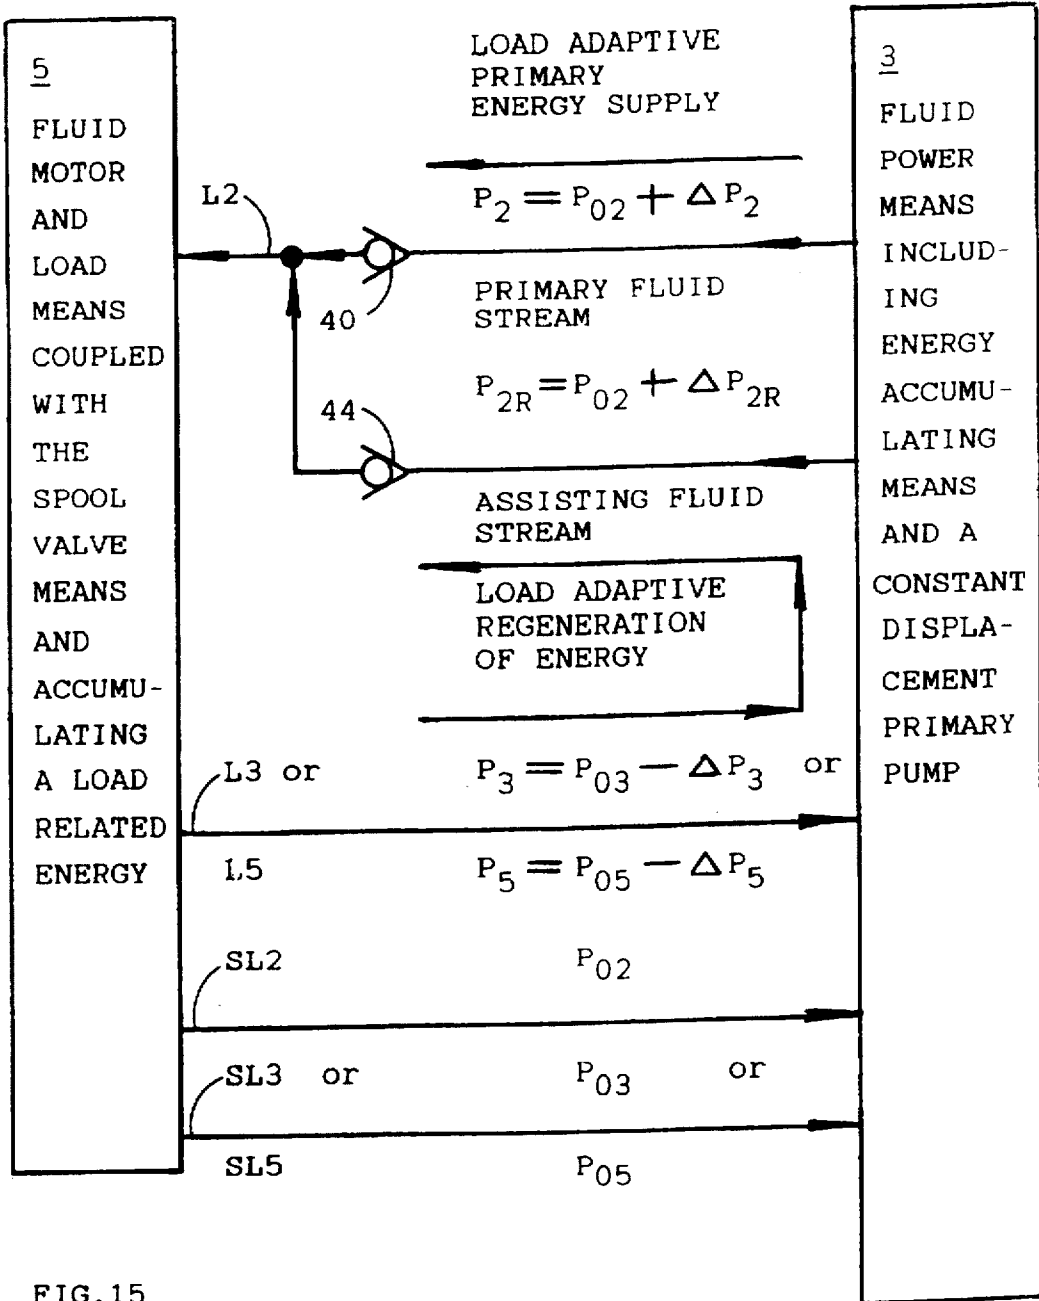 5
FLUID
MOTOR
AND
LOAD
MEANS
COUPLED
WITH
THE
SPOOL
VALVE
MEANS
AND
ACCUMU-
LATING
A LOAD
RELATED
ENERGY
LOAD ADAPTIVE
PRIMARY
ENERGY SUPPLY
L2
P2 = P02 + ΔP2
40
PRIMARY FLUID
STREAM
P2R = P02 + ΔP2R
44
ASSISTING FLUID
STREAM
LOAD ADAPTIVE
REGENERATION
OF ENERGY
L3 or
P3 = P03 − ΔP3 or
L5
P5 = P05 − ΔP5
SL2
P02
SL3 or
P03 or
SL5
P05
3
FLUID
POWER
MEANS
INCLUD-
ING
ENERGY
ACCUMU-
LATING
MEANS
AND A
CONSTANT
DISPLA-
CEMENT
PRIMARY
PUMP
FIG.15